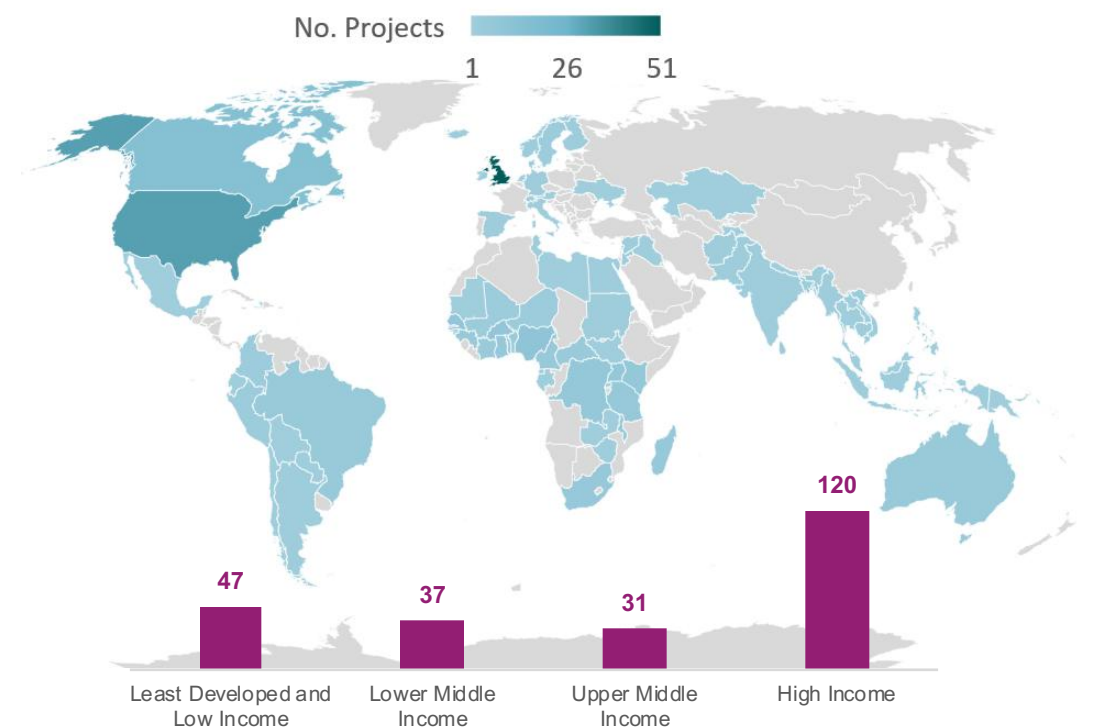 No. Projects
1 26 51
120
47
37
31
Least Developed and
Low Income
Lower Middle
Income
Upper Middle
Income
High Income